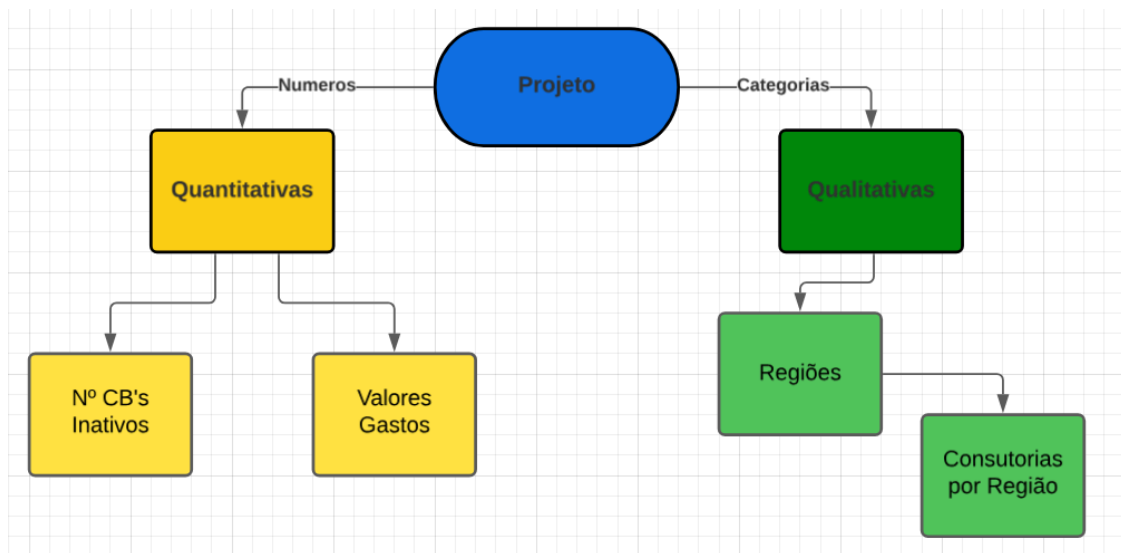 Projeto
Numeros
Categorias
Quantitativas
Qualitativas
Nº CB's
Inativos
Valores
Gastos
Regiões
Consutorias
por Região